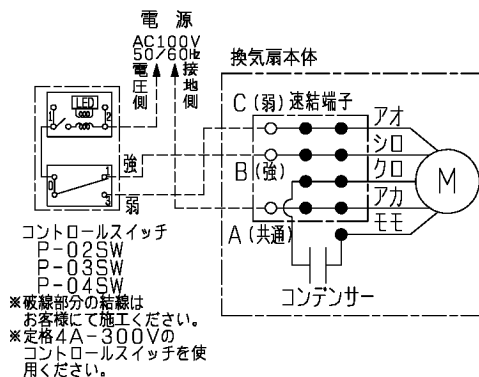 電源
AC100V
50/60Hz
電圧側
接地側
換気扇本体
LED
1
2
C(弱)
速結端子
アオ
シロ
クロ
アカ
モモ
B(強)
A(共通)
M
強
弱
0
1
3
コンデンサー
コントロールスイッチ
P-02SW
P-03SW
P-04SW
※破線部分の結線は
お客様にて施工ください。
※定格4A-300Vの
コントロールスイッチを使
用ください。